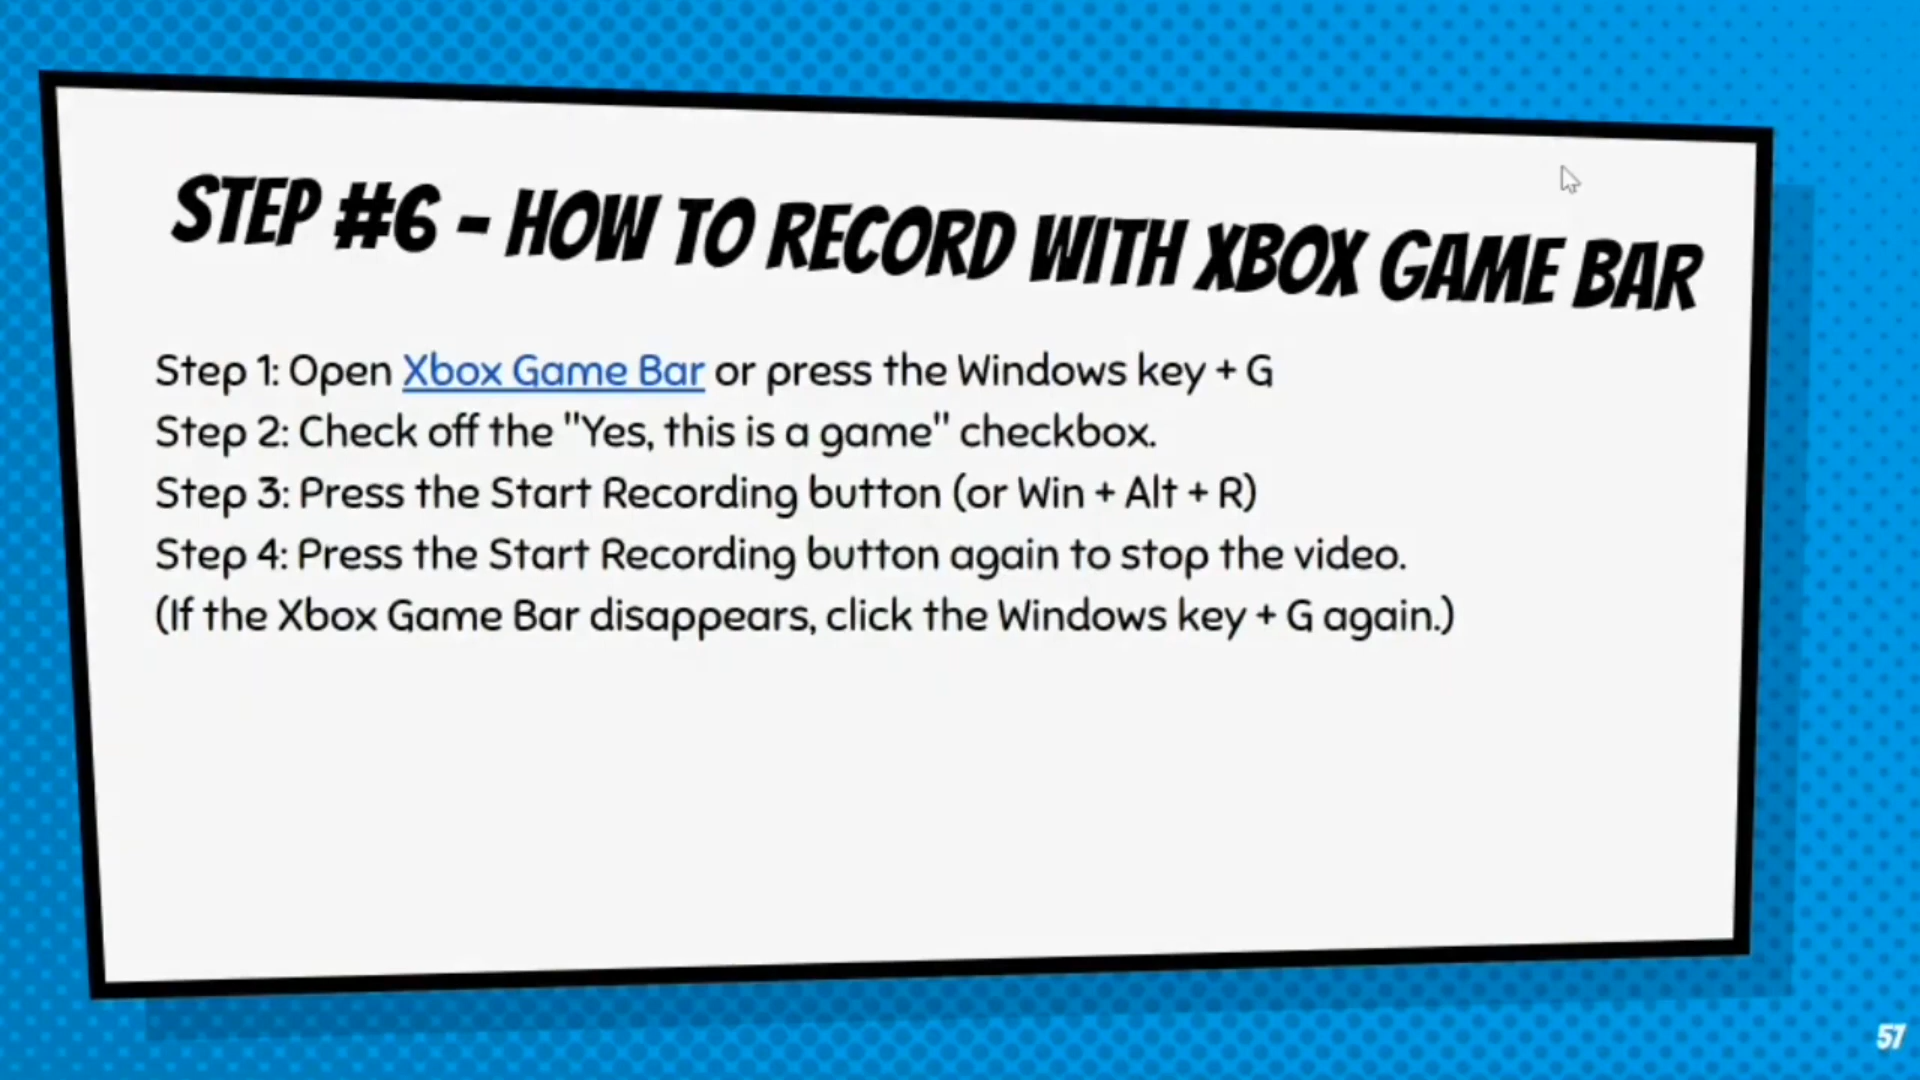 STEP #6 - HOW TO RECORD WITH XBOX GAME BAR
Step 1: Open Xbox Game Bar or press the Windows key + G
Step 2: Check off the "Yes, this is a game" checkbox.
Step 3: Press the Start Recording button (or Win + Alt + R)
Step 4: Press the Start Recording button again to stop the video.
(If the Xbox Game Bar disappears, click the Windows key + G again.)
57